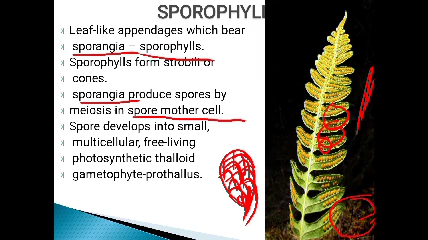 SPOROPHYLL
Leaf-like appendages which bear
sporangia – sporophylls.
Sporophylls form strobili or
cones.
sporangia produce spores by
meiosis in spore mother cell.
Spore develops into small,
multicellular, free-living
photosynthetic thalloid
gametophyte-prothallus.